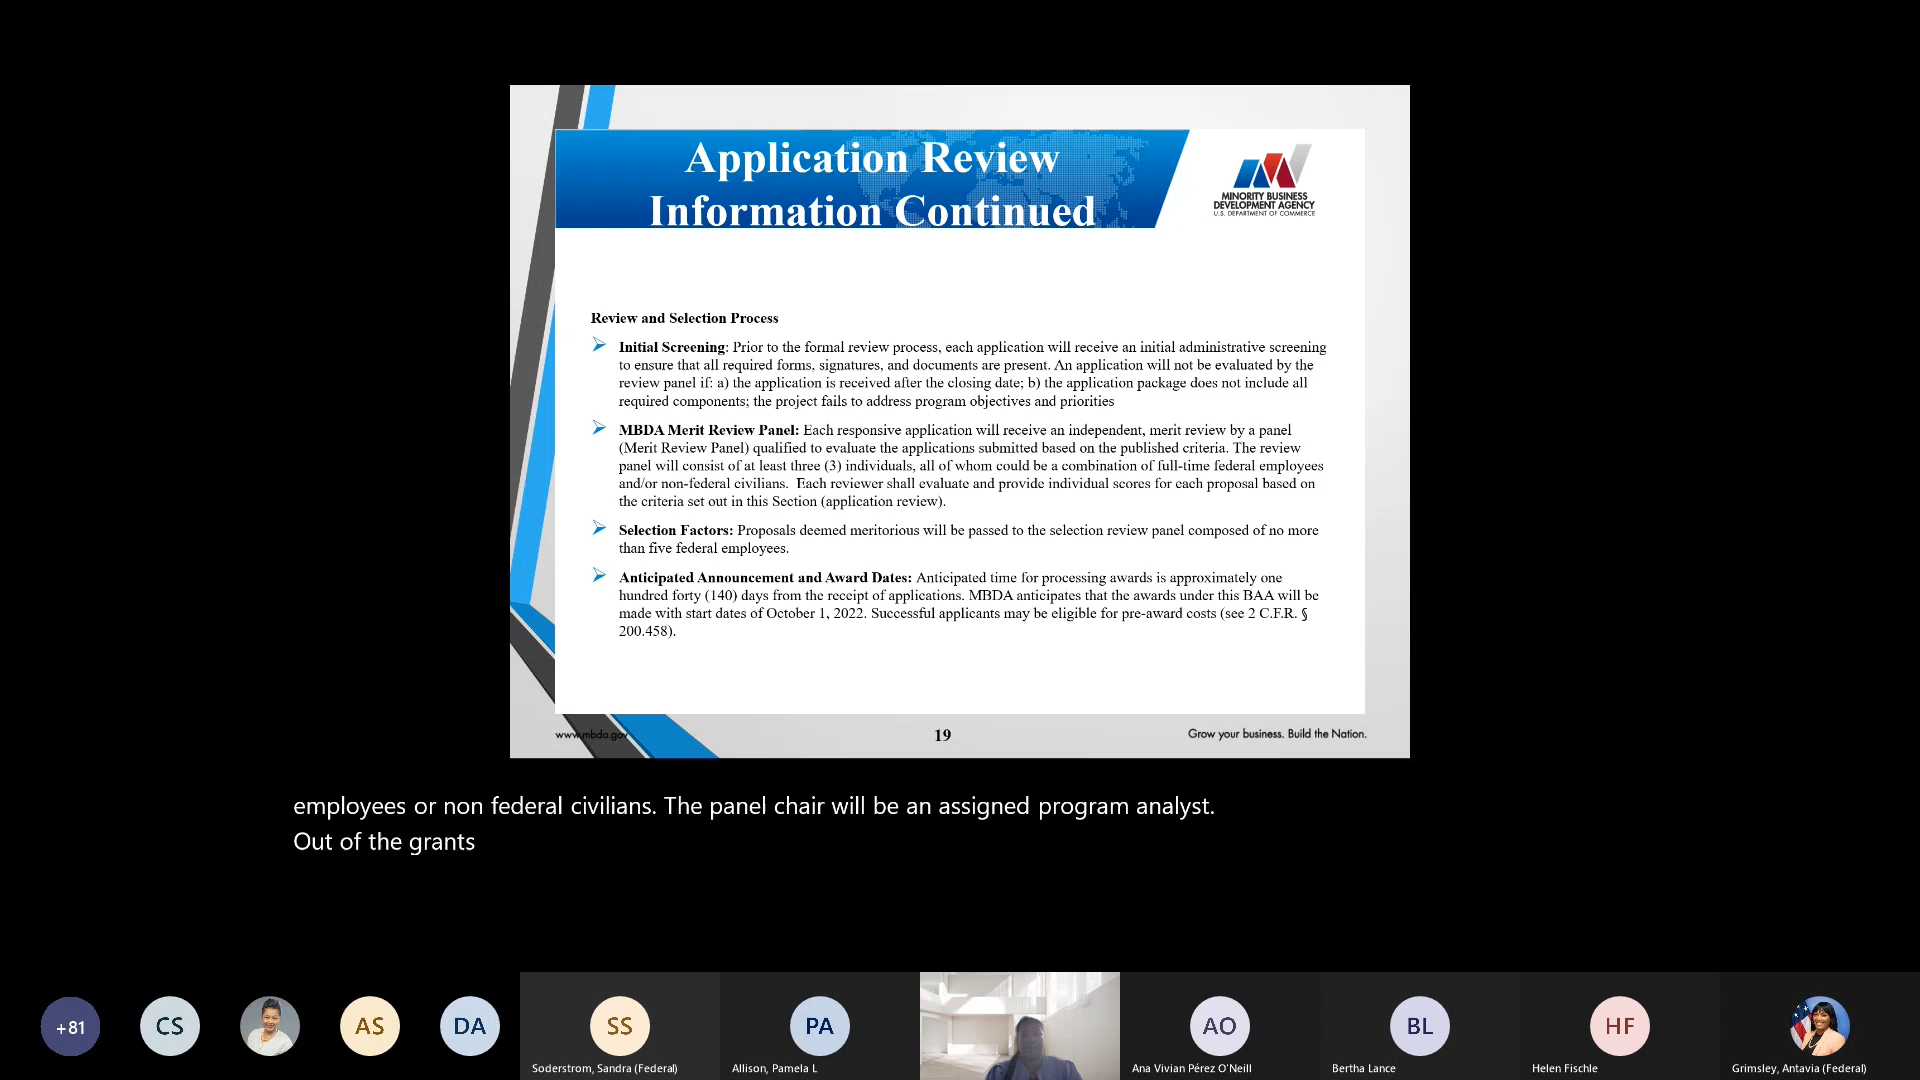 Application Review
Information Continued
MINORITY BUSINESS
DEVELOPMENT AGENCY
U.S. DEPARTMENT OF COMMERCE
Review and Selection Process
Initial Screening: Prior to the formal review process, each application will receive an initial administrative screening
to ensure that all required forms, signatures, and documents are present. An application will not be evaluated by the
review panel if: a) the application is received after the closing date; b) the application package does not include all
required components; the project fails to address program objectives and priorities
MBDA Merit Review Panel: Each responsive application will receive an independent, merit review by a panel
(Merit Review Panel) qualified to evaluate the applications submitted based on the published criteria. The review
panel will consist of at least three (3) individuals, all of whom could be a combination of full-time federal employees
and/or non-federal civilians. Each reviewer shall evaluate and provide individual scores for each proposal based on
the criteria set out in this Section (application review).
Selection Factors: Proposals deemed meritorious will be passed to the selection review panel composed of no more
than five federal employees.
Anticipated Announcement and Award Dates: Anticipated time for processing awards is approximately one
hundred forty (140) days from the receipt of applications. MBDA anticipates that the awards under this BAA will be
made with start dates of October 1, 2022. Successful applicants may be eligible for pre-award costs (see 2 C.F.R. §
200.458).
www.mbda.gov
19
Grow your business. Build the Nation.
employees or non federal civilians. The panel chair will be an assigned program analyst.
Out of the grants
+81
CS
AS
DA
SS
PA
AO
BL
HF
Soderstrom, Sandra (Federal)
Allison, Pamela L
Ana Vivian Pérez O'Neill
Bertha Lance
Helen Fischle
Grimsley, Antavia (Federal)